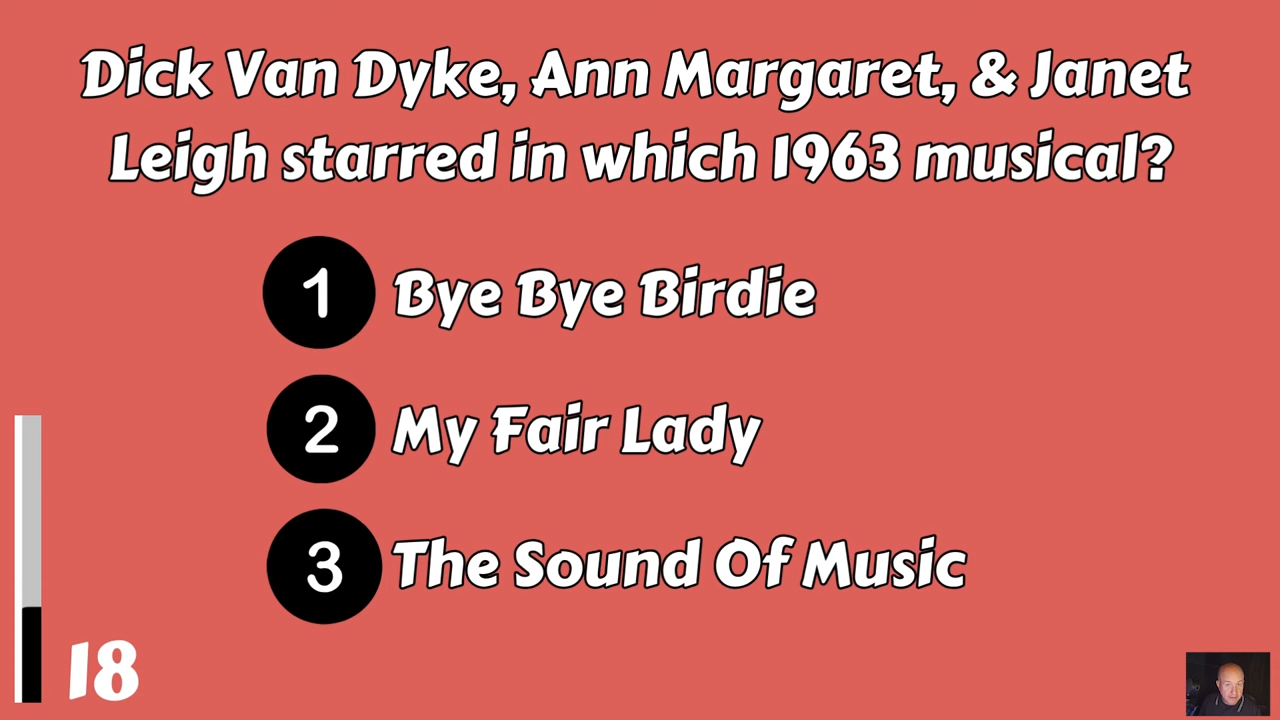 Dick Van Dyke, Ann Margaret, & Janet
Leigh starred in which 1963 musical?
1 Bye Bye Birdie
2 My Fair Lady
3 The Sound Of Music
18